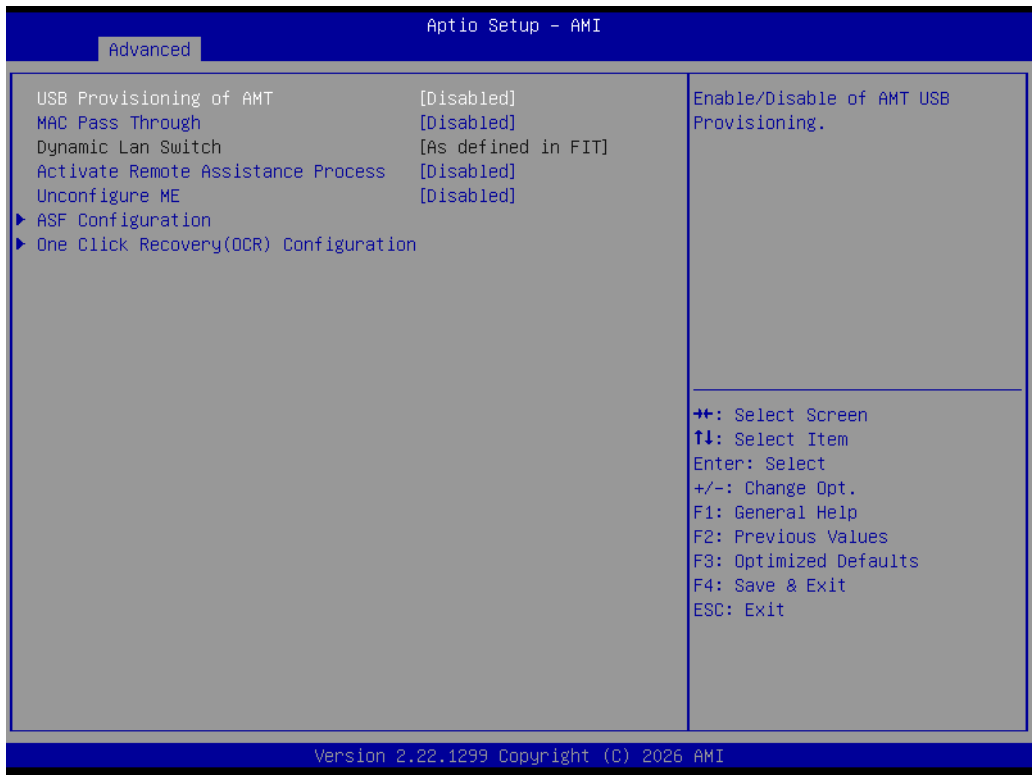 Aptio Setup – AMI
Advanced
USB Provisioning of AMT [Disabled]
MAC Pass Through [Disabled]
Dynamic Lan Switch [As defined in FIT]
Activate Remote Assistance Process [Disabled]
Unconfigure ME [Disabled]
▶ ASF Configuration
▶ One Click Recovery(OCR) Configuration
Enable/Disable of AMT USB
Provisioning.
→←: Select Screen
↑↓: Select Item
Enter: Select
+/-: Change Opt.
F1: General Help
F2: Previous Values
F3: Optimized Defaults
F4: Save & Exit
ESC: Exit
Version 2.22.1299 Copyright (C) 2026 AMI